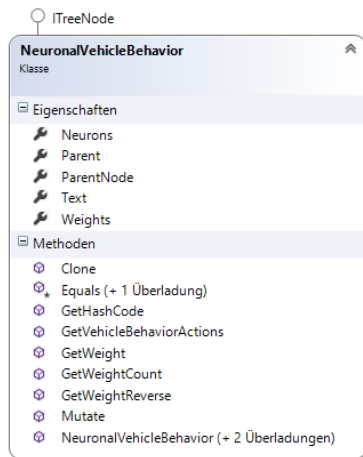 ITreeNode
NeuronalVehicleBehavior
Klasse
Eigenschaften
Neurons
Parent
ParentNode
Text
Weights
Methoden
Clone
Equals (+ 1 Überladung)
GetHashCode
GetVehicleBehaviorActions
GetWeight
GetWeightCount
GetWeightReverse
Mutate
NeuronalVehicleBehavior (+ 2 Überladungen)